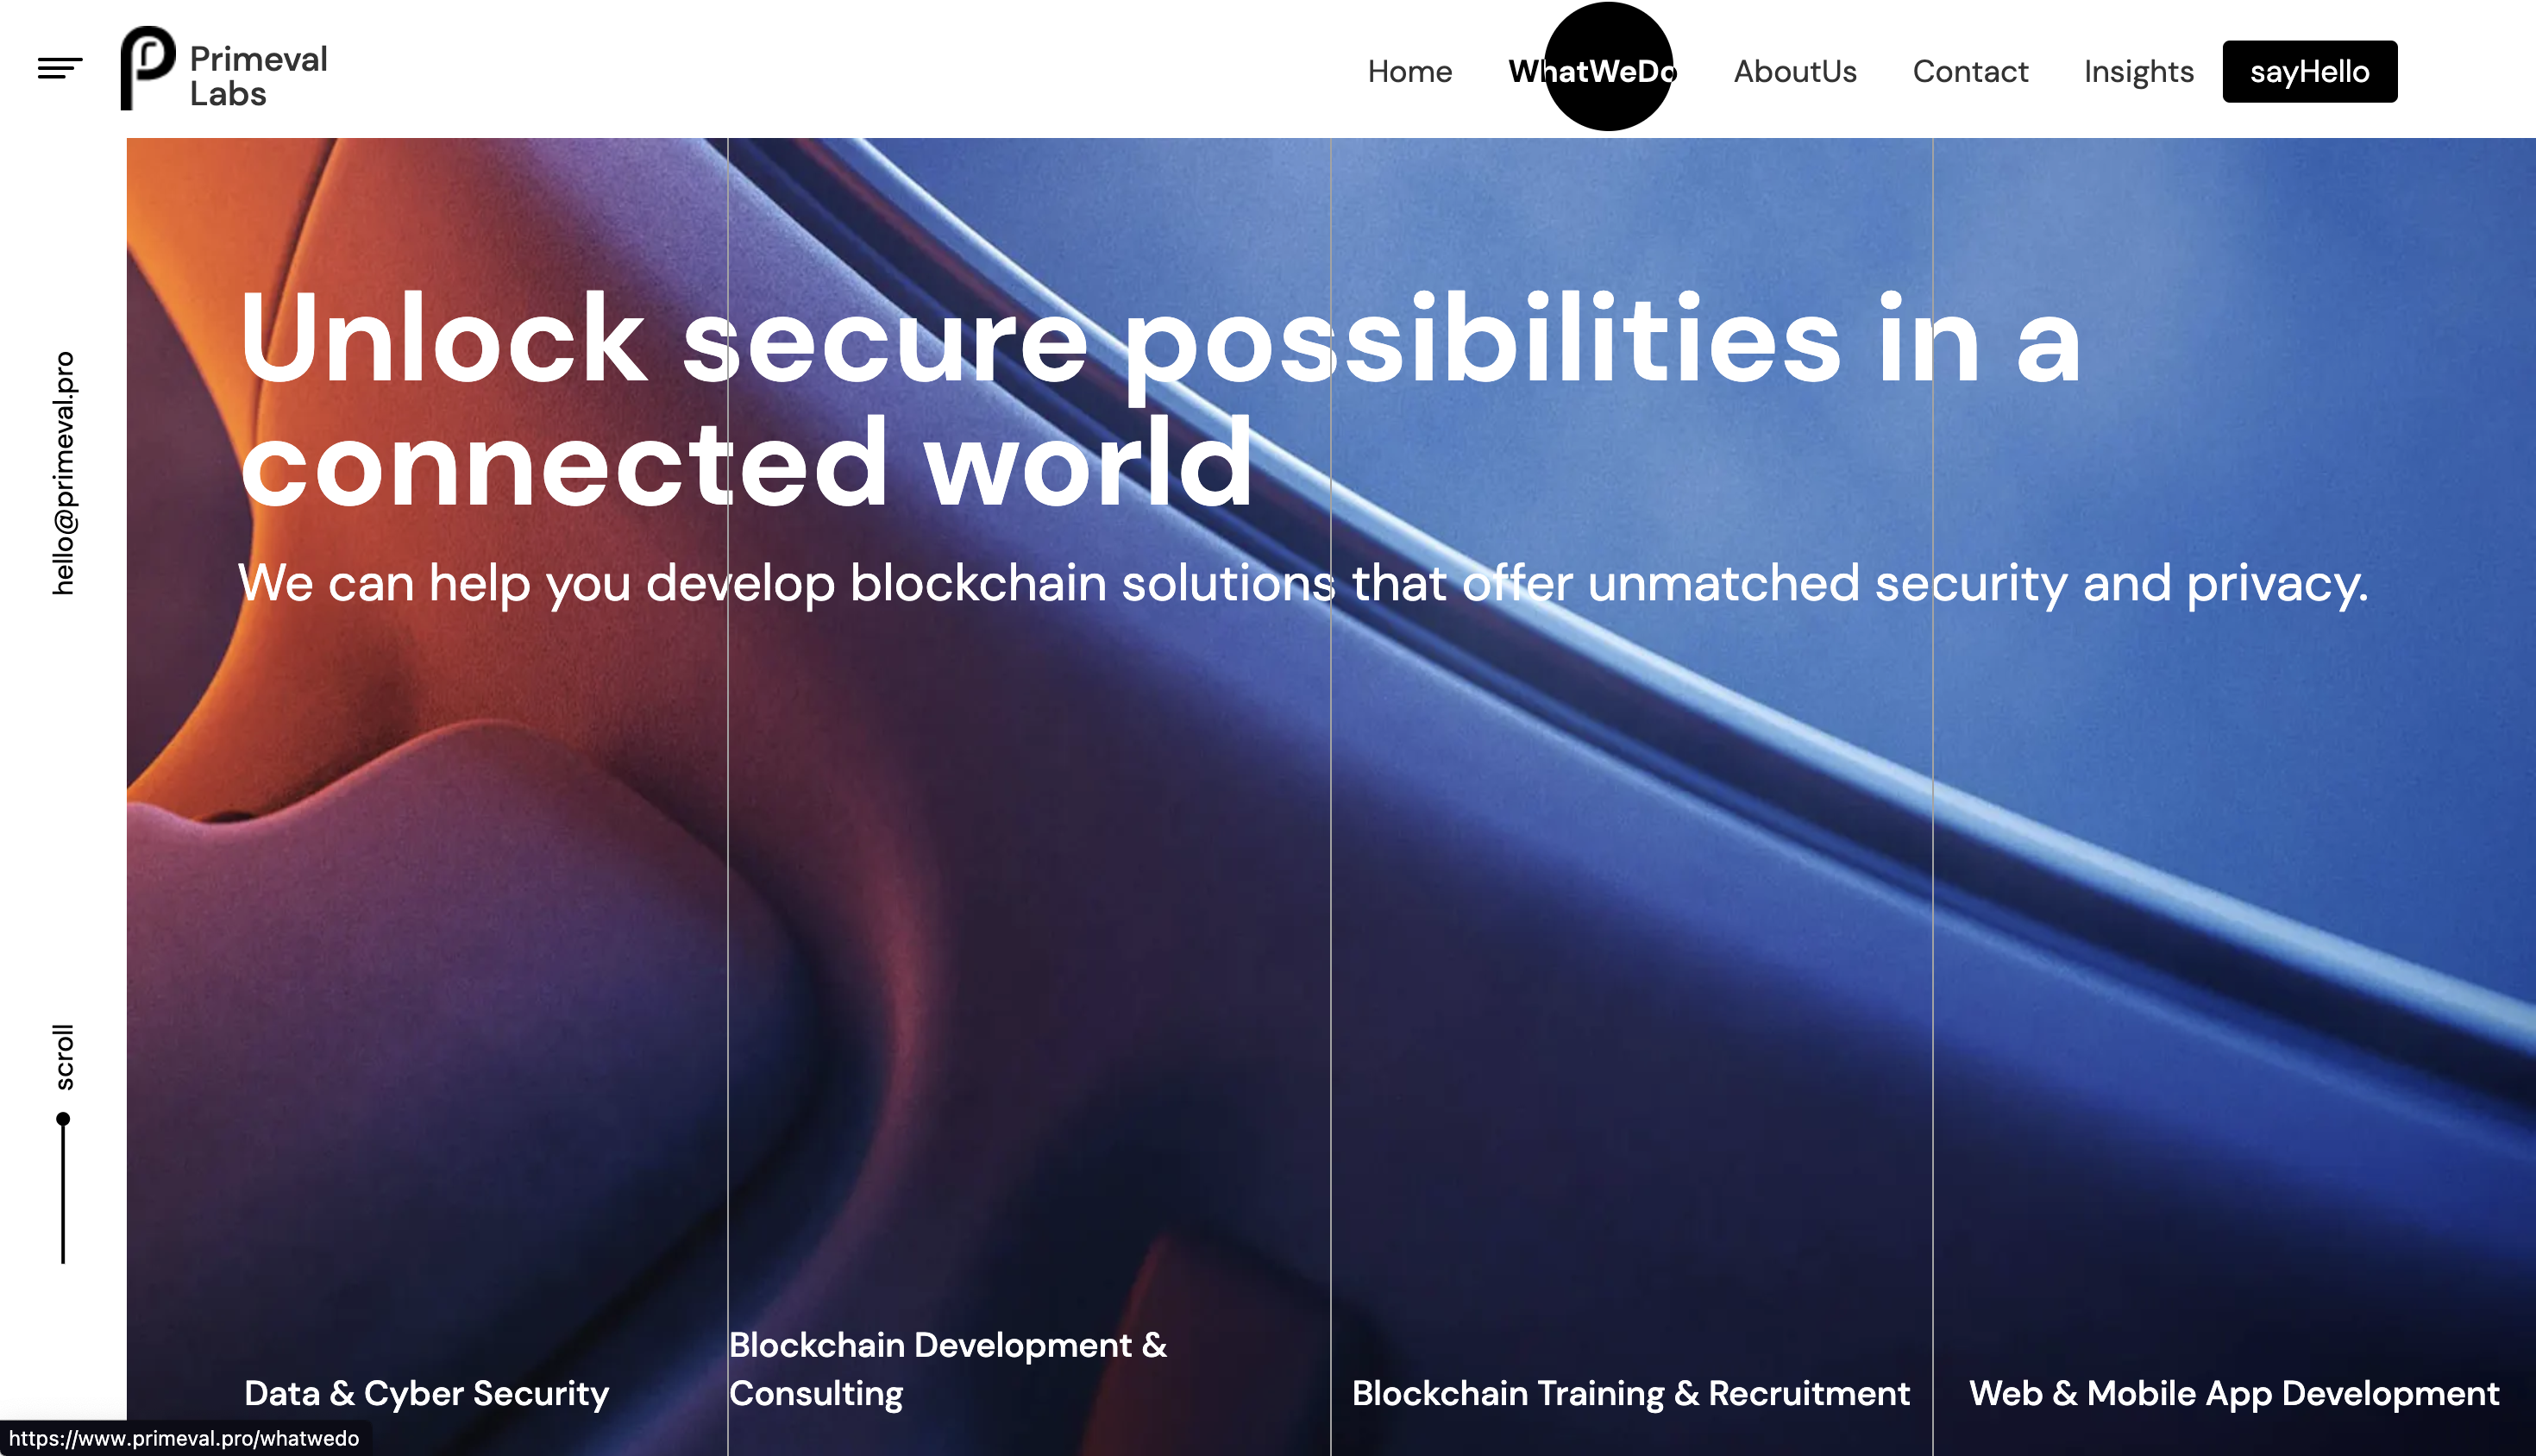 Primeval
Labs
Home
WhatWeDo
AboutUs
Contact
Insights
sayHello
hello@primeval.pro
Unlock secure possibilities in a
connected world
We can help you develop blockchain solutions that offer unmatched security and privacy.
scroll
Data & Cyber Security
Blockchain Development &
Consulting
Blockchain Training & Recruitment
Web & Mobile App Development
https://www.primeval.pro/whatwedo